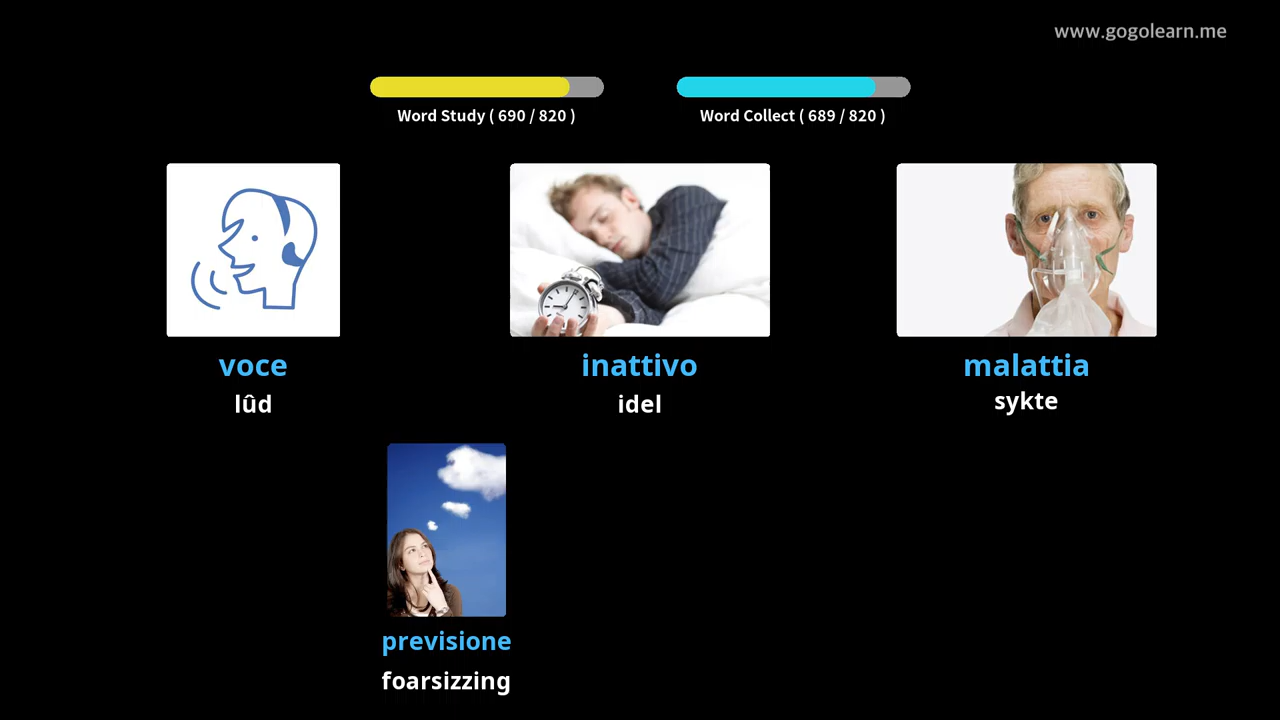 www.gogolearn.me
Word Study ( 690 / 820 )
Word Collect ( 689 / 820 )
voce
lûd
inattivo
idel
malattia
sykte
previsione
foarsizzing